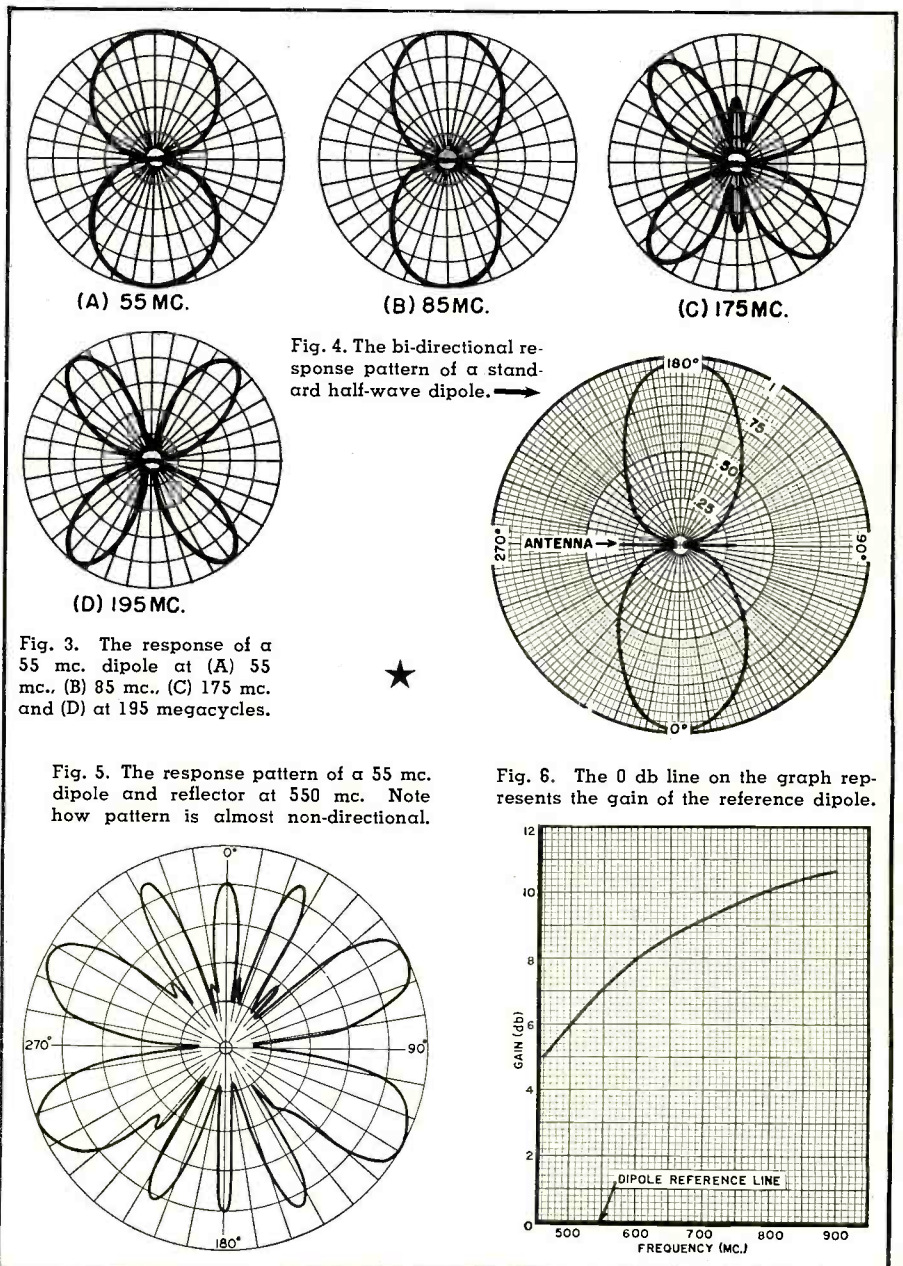 (A) 55 MC.
(B) 85 MC.
(C) 175 MC.
(D) 195 MC.
Fig. 3. The response of a
55 mc. dipole at (A) 55
mc., (B) 85 mc., (C) 175 mc.
and (D) at 195 megacycles.
Fig. 4. The bi-directional re-
sponse pattern of a stand-
ard half-wave dipole.
180°
1
.75
.50
.25
ANTENNA
270°
90°
0°
Fig. 5. The response pattern of a 55 mc.
dipole and reflector at 550 mc. Note
how pattern is almost non-directional.
0°
270°
90°
180°
Fig. 6. The 0 db line on the graph rep-
resents the gain of the reference dipole.
12
10
8
6
4
2
0
GAIN (db)
DIPOLE REFERENCE LINE
500 600 700 800 900
FREQUENCY (MC.)